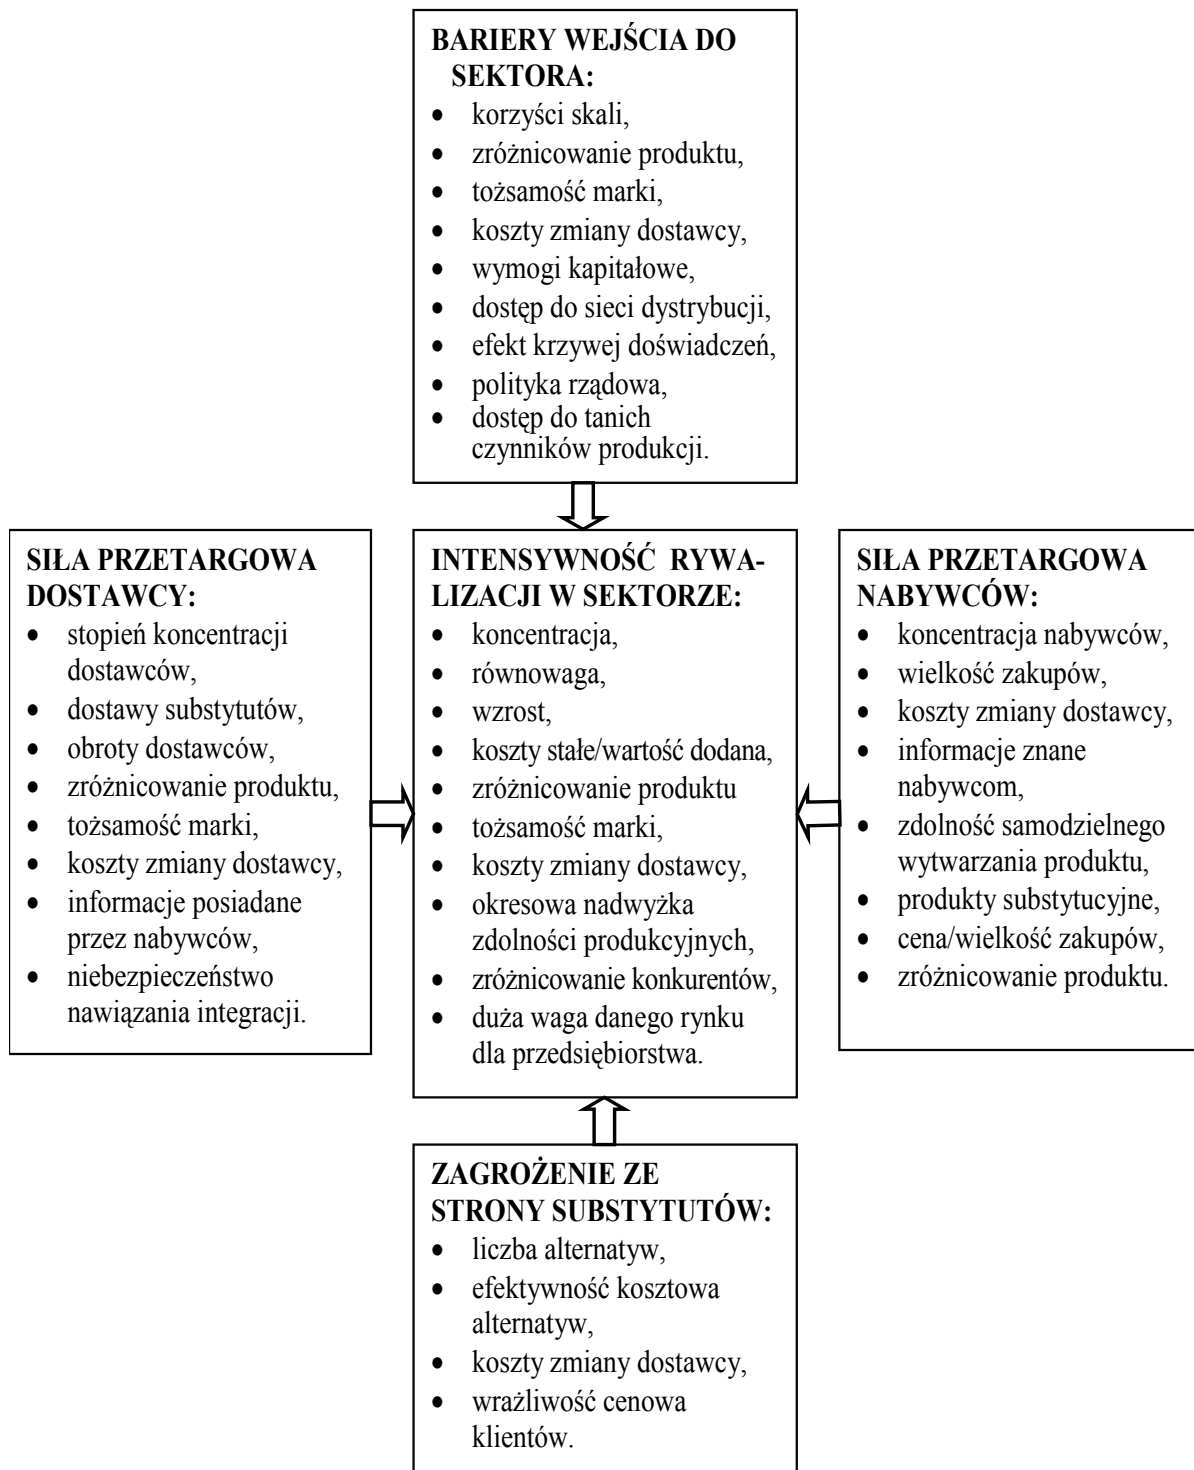 BARIERY WEJŚCIA DO
SEKTORA:
• korzyści skali,
• zróżnicowanie produktu,
• tożsamość marki,
• koszty zmiany dostawcy,
• wymogi kapitałowe,
• dostęp do sieci dystrybucji,
• efekt krzywej doświadczeń,
• polityka rządowa,
• dostęp do tanich
czynników produkcji.
SIŁA PRZETARGOWA
DOSTAWCY:
• stopień koncentracji
dostawców,
• dostawy substytutów,
• obroty dostawców,
• zróżnicowanie produktu,
• tożsamość marki,
• koszty zmiany dostawcy,
• informacje posiadane
przez nabywców,
• niebezpieczeństwo
nawiązania integracji.
INTENSYWNOŚĆ RYWA-
LIZACJI W SEKTORZE:
• koncentracja,
• równowaga,
• wzrost,
• koszty stałe/wartość dodana,
• zróżnicowanie produktu
• tożsamość marki,
• koszty zmiany dostawcy,
• okresowa nadwyżka
zdolności produkcyjnych,
• zróżnicowanie konkurentów,
• duża waga danego rynku
dla przedsiębiorstwa.
SIŁA PRZETARGOWA
NABYWCÓW:
• koncentracja nabywców,
• wielkość zakupów,
• koszty zmiany dostawcy,
• informacje znane
nabywcom,
• zdolność samodzielnego
wytwarzania produktu,
• produkty substytucyjne,
• cena/wielkość zakupów,
• zróżnicowanie produktu.
ZAGROŻENIE ZE
STRONY SUBSTYTUTÓW:
• liczba alternatyw,
• efektywność kosztowa
alternatyw,
• koszty zmiany dostawcy,
• wrażliwość cenowa
klientów.